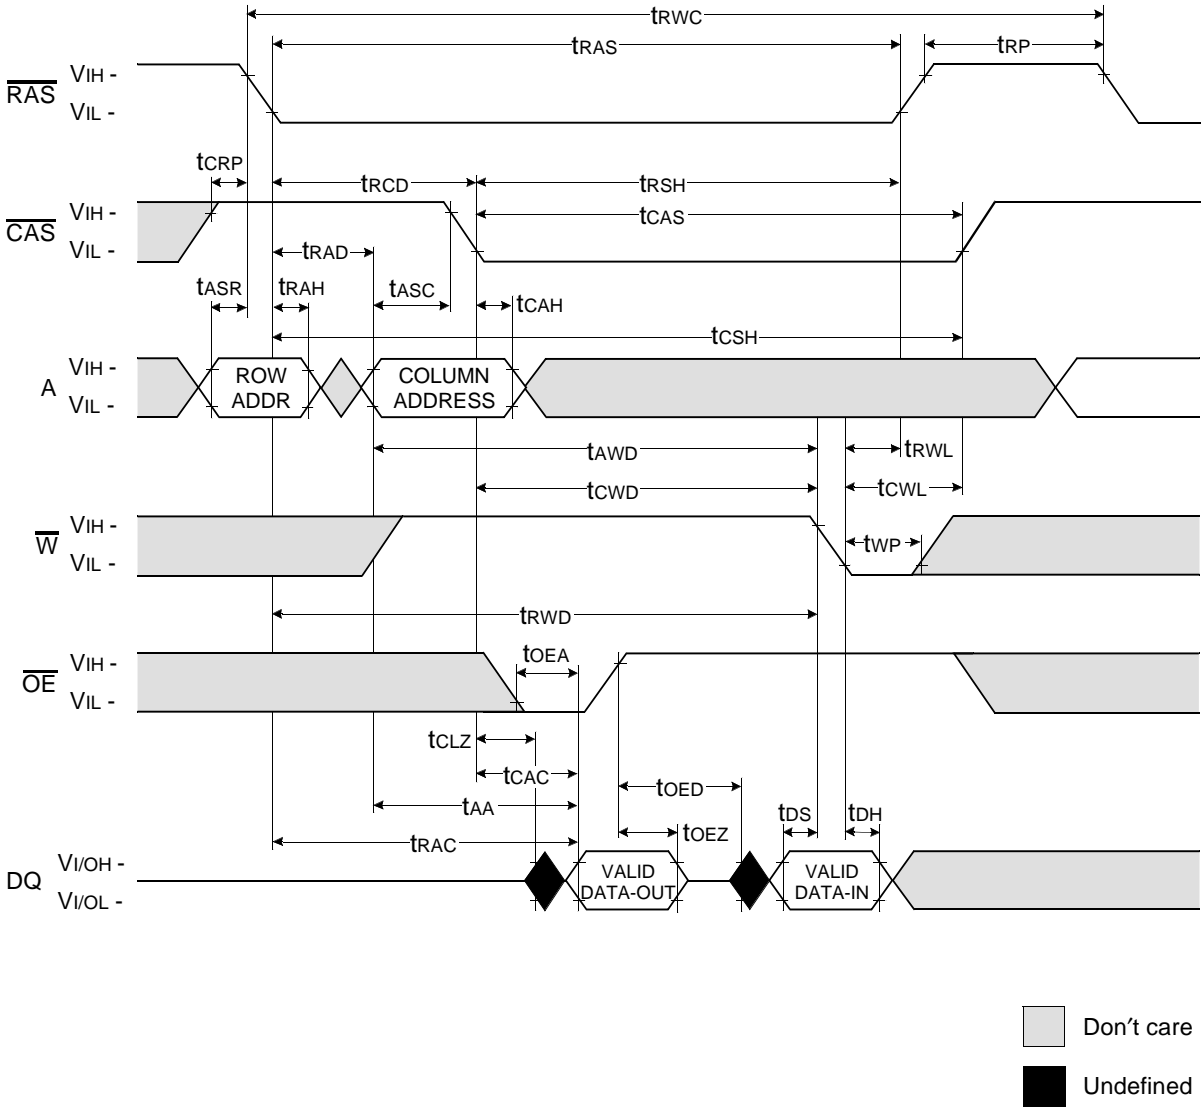 tRWC
tRAS
tRP
RAS
VIH -
VIL -
tCRP
tRCD
tRSH
CAS
VIH -
VIL -
tCAS
tRAD
tASR
tRAH
tASC
tCAH
tCSH
A
VIH -
VIL -
ROW
ADDR
COLUMN
ADDRESS
tAWD
tRWL
tCWD
tCWL
W
VIH -
VIL -
tWP
tRWD
OE
VIH -
VIL -
tOEA
tCLZ
tCAC
tOED
tAA
tDS
tDH
tOEZ
tRAC
DQ
VI/OH -
VI/OL -
VALID
DATA-OUT
VALID
DATA-IN
Don′t care
Undefined